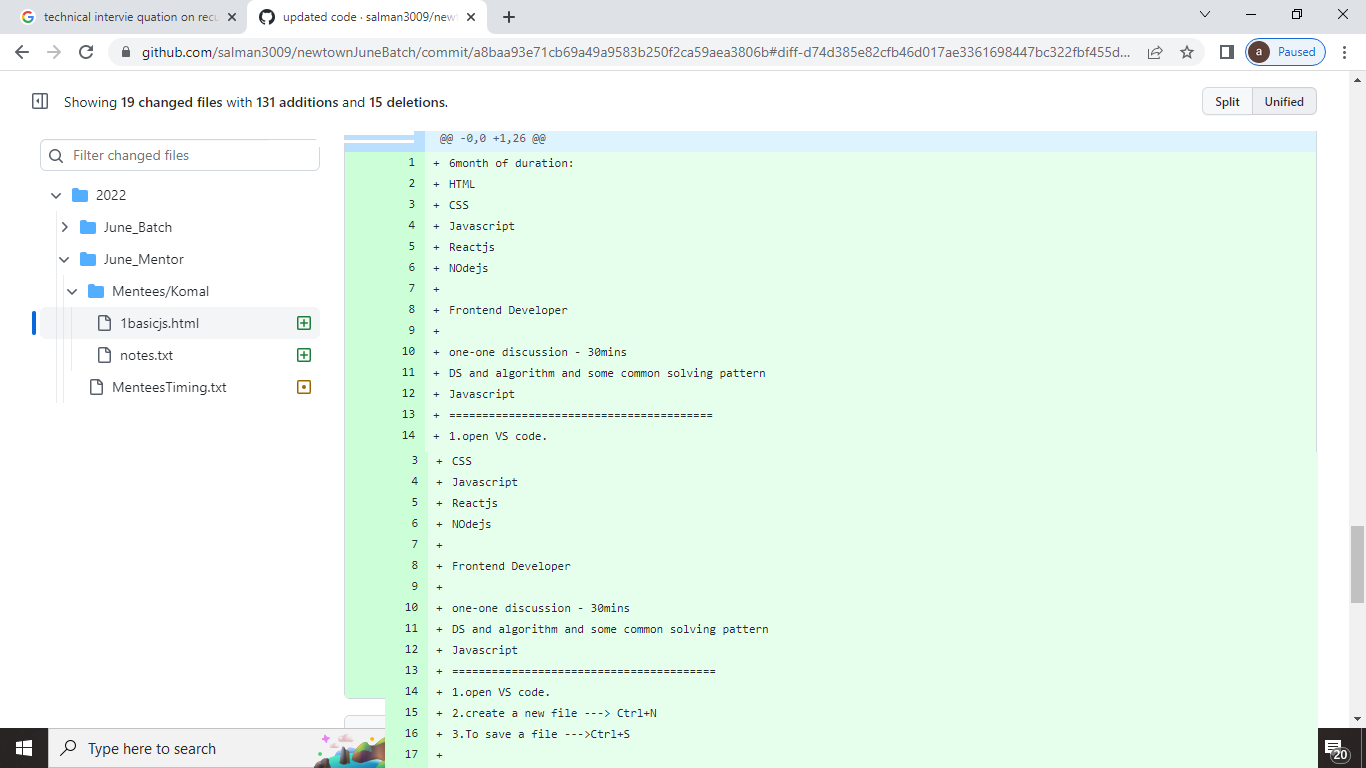 technical intervie quation on recu
updated code · salman3009/newt
github.com/salman3009/newtownJuneBatch/commit/a8baa93e71cb69a49a9583b250f2ca59aea3806b#diff-d74d385e82cfb46d017ae3361698447bc322fbf455d...
a Paused
Showing 19 changed files with 131 additions and 15 deletions.
Split Unified
Filter changed files
2022
June_Batch
June_Mentor
Mentees/Komal
1basicjs.html
notes.txt
MenteesTiming.txt
@@ -0,0 +1,26 @@
1 + 6month of duration:
2 + HTML
3 + CSS
4 + Javascript
5 + Reactjs
6 + NOdejs
7 +
8 + Frontend Developer
9 +
10 + one-one discussion - 30mins
11 + DS and algorithm and some common solving pattern
12 + Javascript
13 + ========================================
14 + 1.open VS code.
3 + CSS
4 + Javascript
5 + Reactjs
6 + NOdejs
7 +
8 + Frontend Developer
9 +
10 + one-one discussion - 30mins
11 + DS and algorithm and some common solving pattern
12 + Javascript
13 + ========================================
14 + 1.open VS code.
15 + 2.create a new file ---> Ctrl+N
16 + 3.To save a file --->Ctrl+S
17 +
Type here to search
20